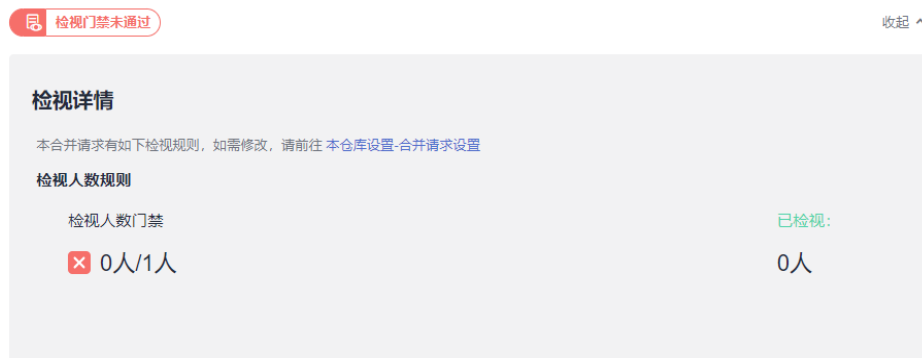 检视门禁未通过
收起
检视详情
本合并请求有如下检视规则，如需修改，请前往 本仓库设置-合并请求设置
检视人数规则
检视人数门禁
已检视:
0人/1人
0人